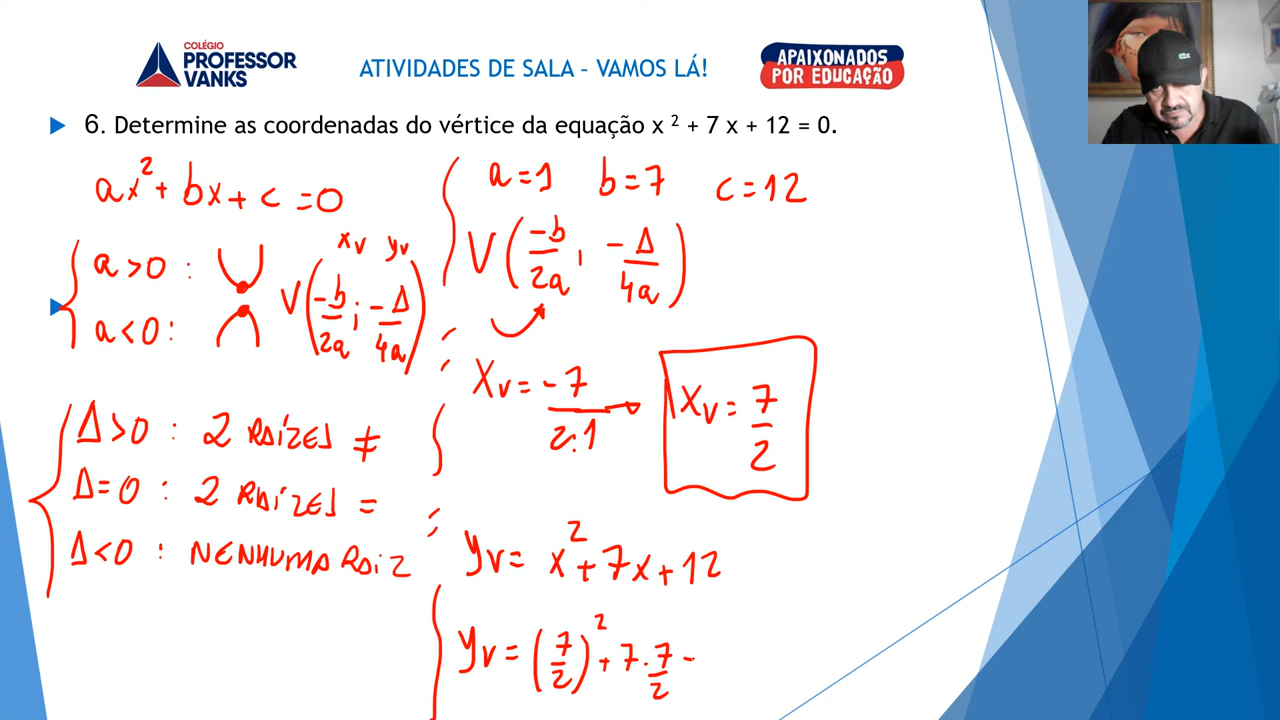 COLÉGIO
PROFESSOR
VANKS
ATIVIDADES DE SALA – VAMOS LÁ!
APAIXONADOS
POR EDUCAÇÃO
6. Determine as coordenadas do vértice da equação x ² + 7 x + 12 = 0.
ax² + bx + c = 0
a > 0 :
a < 0 :
xv yv
V(-b/2a ; -Δ/4a)
Δ > 0 : 2 RAÍZES ≠
Δ = 0 : 2 RAÍZES =
Δ < 0 : NENHUMA RAIZ
a = 1 b = 7 c = 12
V(-b/2a ; -Δ/4a)
Xv = -7/2.1 → Xv = 7/2
yv = x² + 7x + 12
yv = (7/2)² + 7 . 7/2 -